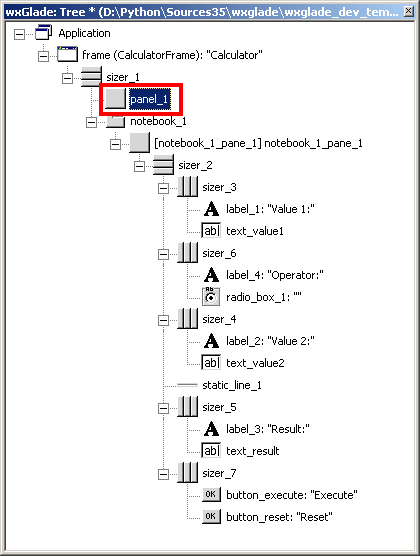 wxGlade: Tree * (D:\Python\Sources35\wxglade\wxglade_dev_tem...
Application
frame (CalculatorFrame): "Calculator"
sizer_1
panel_1
notebook_1
[notebook_1_pane_1] notebook_1_pane_1
sizer_2
sizer_3
A label_1: "Value 1:"
ab| text_value1
sizer_6
A label_4: "Operator:"
Rb radio_box_1: ""
sizer_4
A label_2: "Value 2:"
ab| text_value2
static_line_1
sizer_5
A label_3: "Result:"
ab| text_result
sizer_7
OK button_execute: "Execute"
OK button_reset: "Reset"